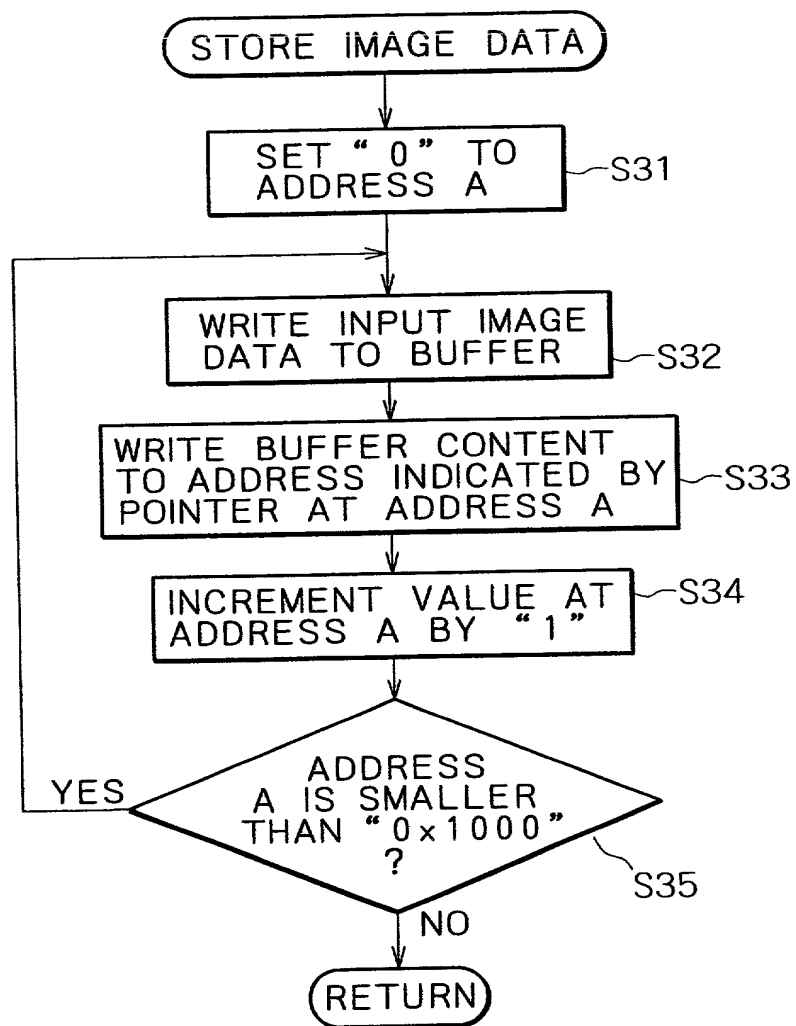 STORE IMAGE DATA
SET “0” TO
ADDRESS A
S31
WRITE INPUT IMAGE
DATA TO BUFFER
S32
WRITE BUFFER CONTENT
TO ADDRESS INDICATED BY
POINTER AT ADDRESS A
S33
INCREMENT VALUE AT
ADDRESS A BY “1”
S34
ADDRESS
A IS SMALLER
THAN “0×1000”
?
YES
S35
NO
RETURN